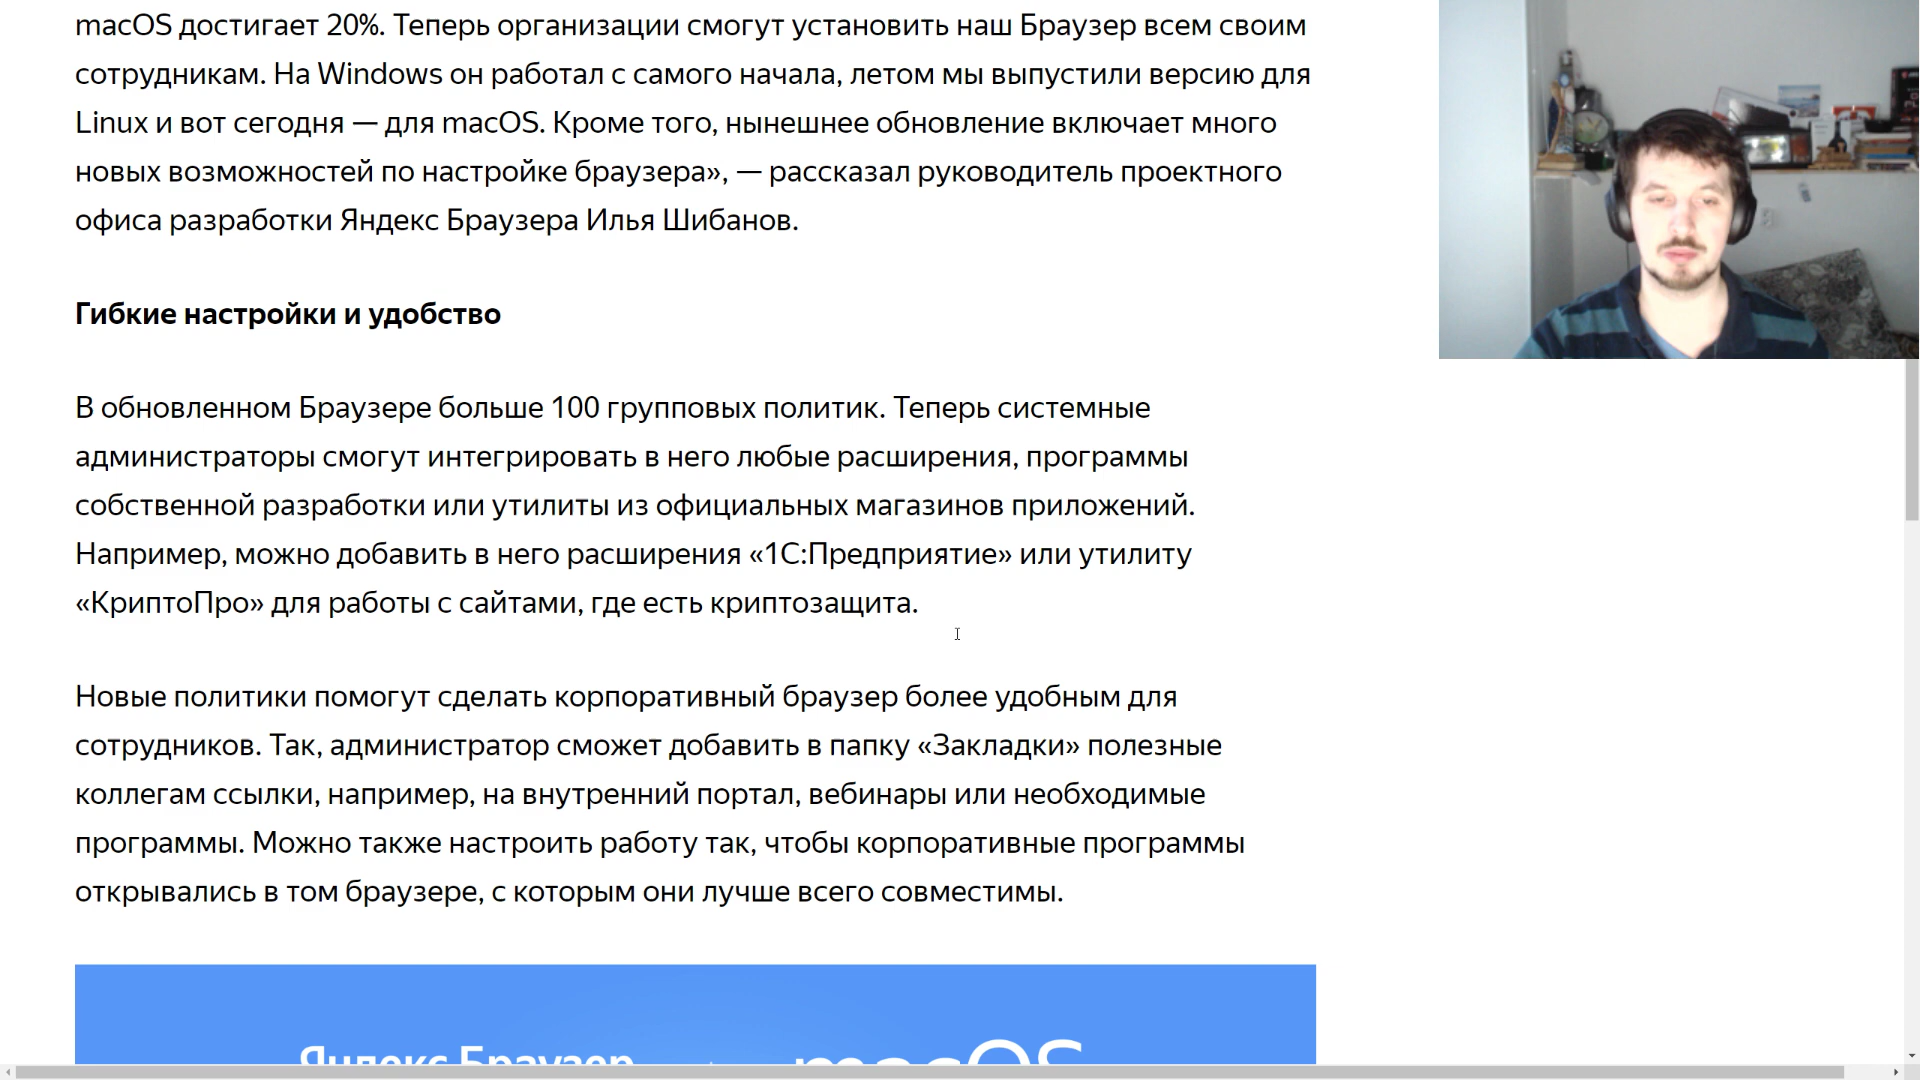 macOS достигает 20%. Теперь организации смогут установить наш Браузер всем своим
сотрудникам. На Windows он работал с самого начала, летом мы выпустили версию для
Linux и вот сегодня — для macOS. Кроме того, нынешнее обновление включает много
новых возможностей по настройке браузера», — рассказал руководитель проектного
офиса разработки Яндекс Браузера Илья Шибанов.
Гибкие настройки и удобство
В обновленном Браузере больше 100 групповых политик. Теперь системные
администраторы смогут интегрировать в него любые расширения, программы
собственной разработки или утилиты из официальных магазинов приложений.
Например, можно добавить в него расширения «1С:Предприятие» или утилиту
«КриптоПро» для работы с сайтами, где есть криптозащита.
Новые политики помогут сделать корпоративный браузер более удобным для
сотрудников. Так, администратор сможет добавить в папку «Закладки» полезные
коллегам ссылки, например, на внутренний портал, вебинары или необходимые
программы. Можно также настроить работу так, чтобы корпоративные программы
открывались в том браузере, с которым они лучше всего совместимы.
Яндекс Браузер macOS